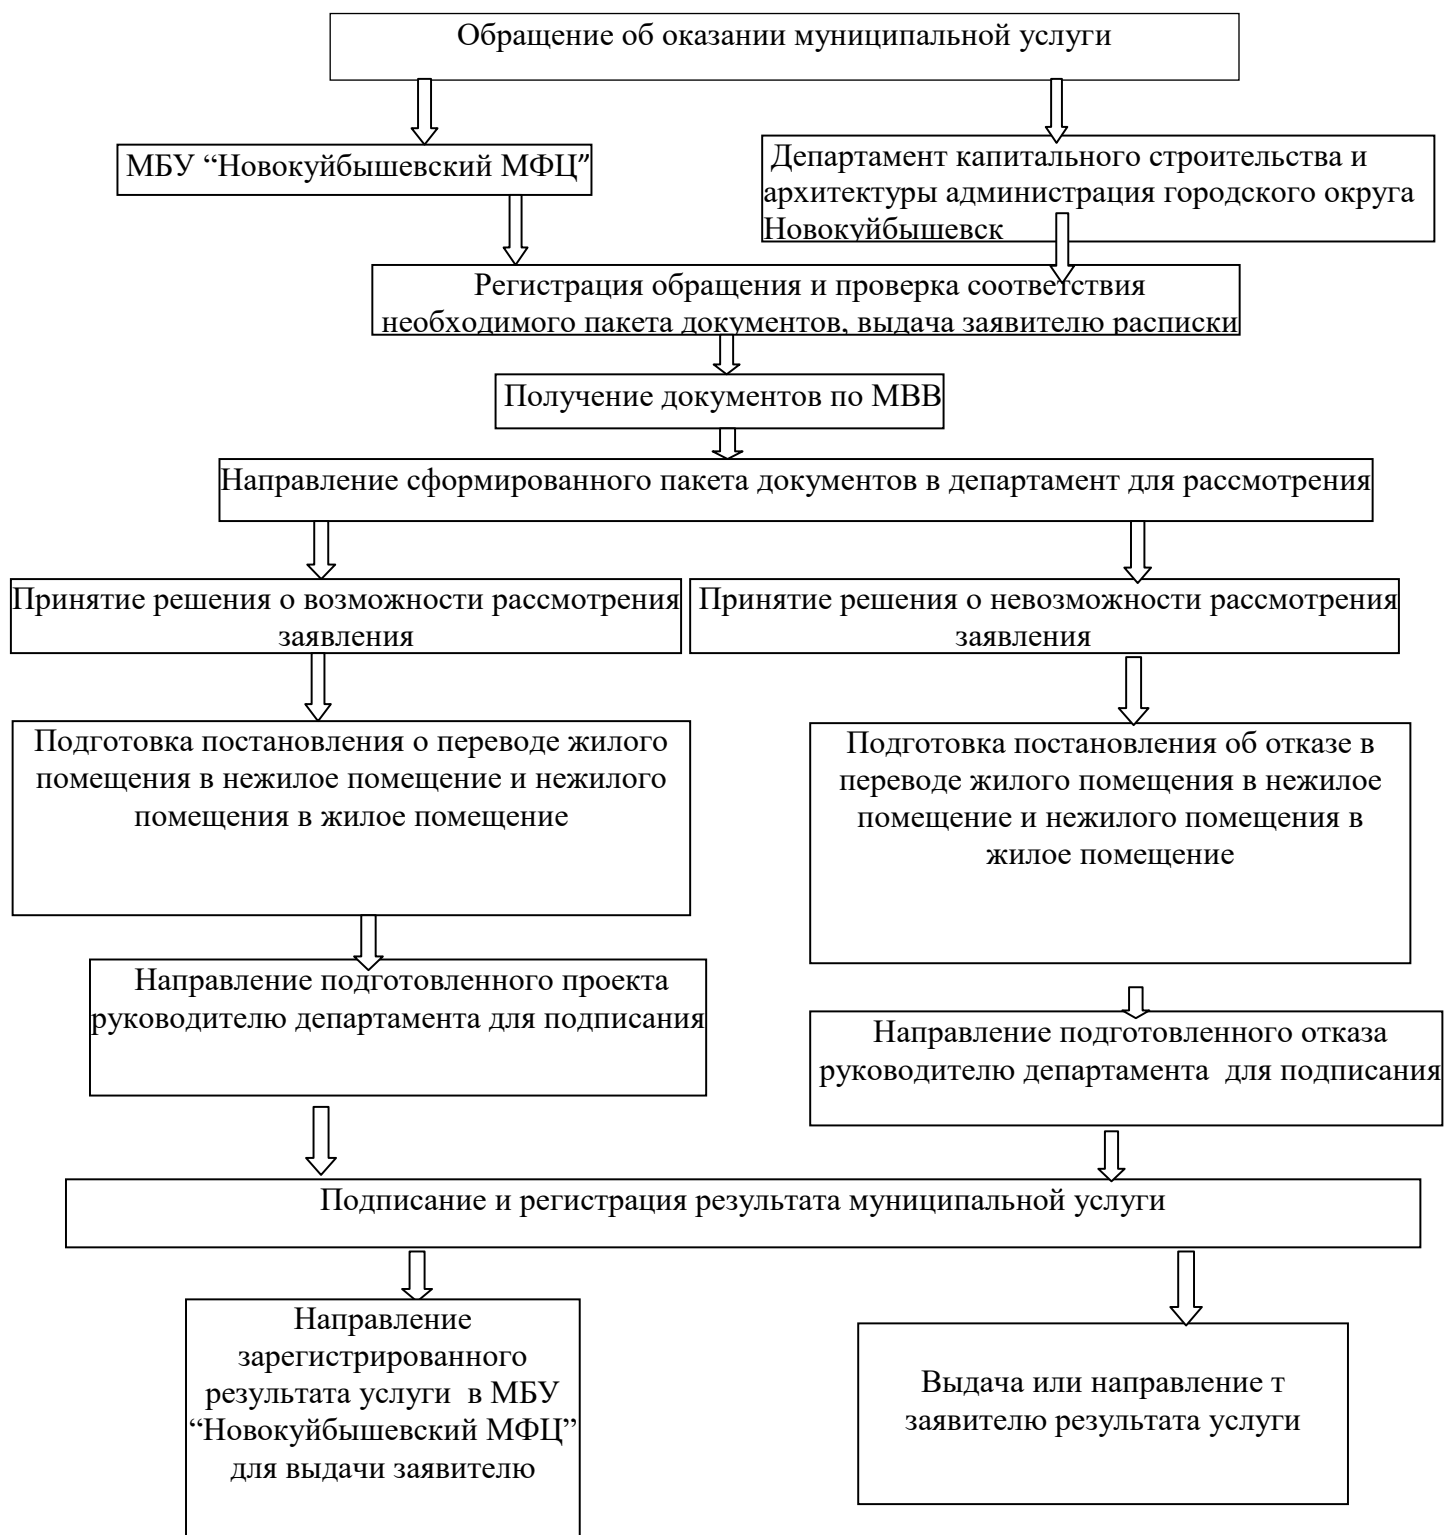 Обращение об оказании муниципальной услуги
МБУ “Новокуйбышевский МФЦ”
Департамент капитального строительства и
архитектуры администрация городского округа
Новокуйбышевск
Регистрация обращения и проверка соответствия
необходимого пакета документов, выдача заявителю расписки
Получение документов по МВВ
Направление сформированного пакета документов в департамент для рассмотрения
Принятие решения о возможности рассмотрения
заявления
Принятие решения о невозможности рассмотрения
заявления
Подготовка постановления о переводе жилого
помещения в нежилое помещение и нежилого
помещения в жилое помещение
Подготовка постановления об отказе в
переводе жилого помещения в нежилое
помещение и нежилого помещения в
жилое помещение
Направление подготовленного проекта
руководителю департамента для подписания
Направление подготовленного отказа
руководителю департамента  для подписания
Подписание и регистрация результата муниципальной услуги
Направление
зарегистрированного
результата услуги  в МБУ
“Новокуйбышевский МФЦ”
для выдачи заявителю
Выдача или направление т
заявителю результата услуги